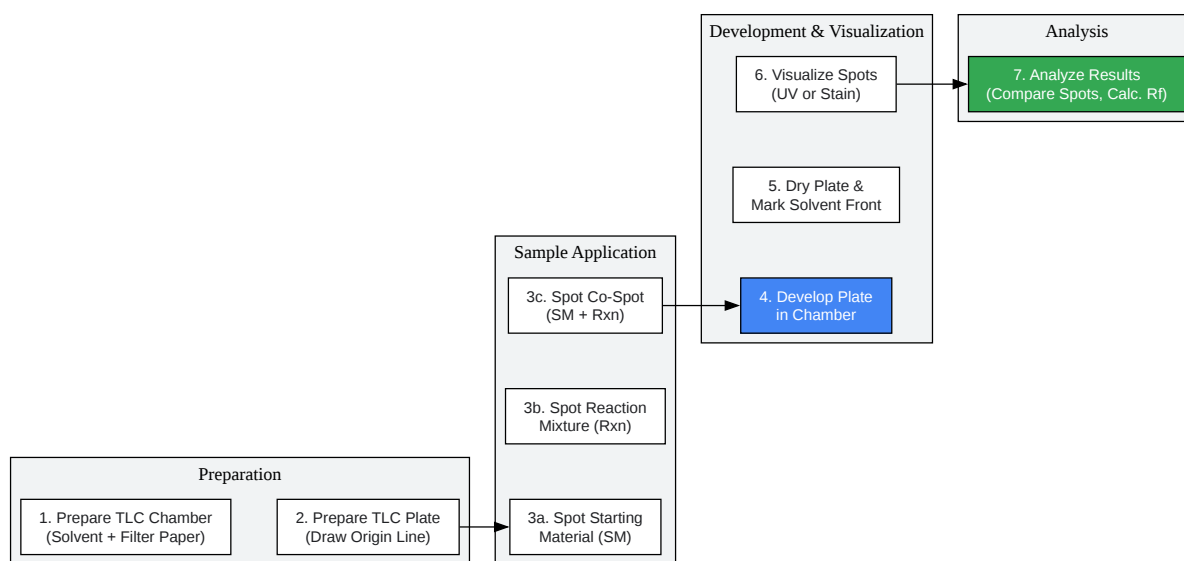 Preparation
1. Prepare TLC Chamber
(Solvent + Filter Paper)
2. Prepare TLC Plate
(Draw Origin Line)
Sample Application
3a. Spot Starting
Material (SM)
3b. Spot Reaction
Mixture (Rxn)
3c. Spot Co-Spot
(SM + Rxn)
Development & Visualization
4. Develop Plate
in Chamber
5. Dry Plate &
Mark Solvent Front
6. Visualize Spots
(UV or Stain)
Analysis
7. Analyze Results
(Compare Spots, Calc. Rf)